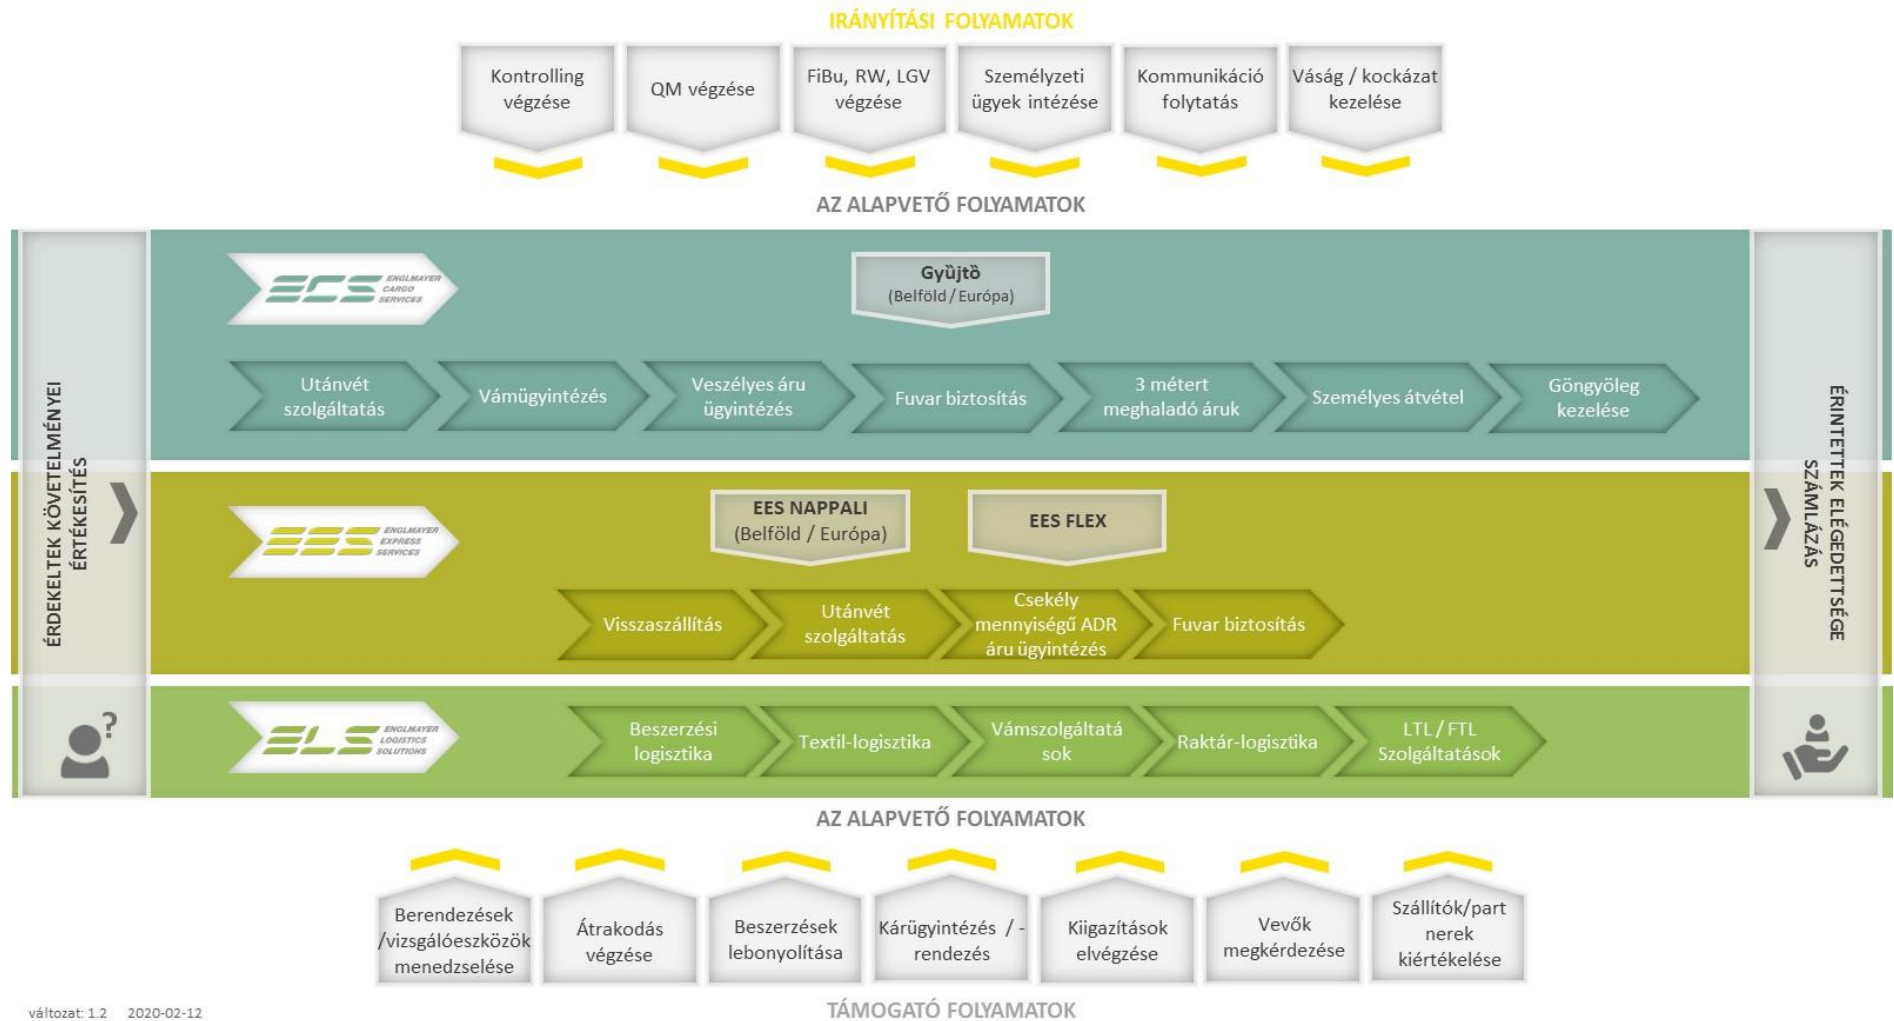 IRÁNYÍTÁSI FOLYAMATOK
Kontrolling
végzése
QM végzése
FiBu, RW, LGV
végzése
Személyzeti
ügyek intézése
Kommunikáció
folytatás
Váság / kockázat
kezelése
AZ ALAPVETŐ FOLYAMATOK
ÉRDEKELTEK KÖVETELMÉNYEI
ÉRTÉKESÍTÉS
ECS
ENGLMAYER
CARGO
SERVICES
Gyȕjtȍ
(Belföld / Európa)
Utánvét
szolgáltatás
Vámügyintézés
Veszélyes áru
ügyintézés
Fuvar biztosítás
3 métert
meghaladó áruk
Személyes átvétel
Göngyöleg
kezelése
EES
ENGLMAYER
EXPRESS
SERVICES
EES NAPPALI
(Belföld / Európa)
EES FLEX
Visszaszállítás
Utánvét
szolgáltatás
Csekély
mennyiségű ADR
áru ügyintézés
Fuvar biztosítás
ELS
ENGLMAYER
LOGISTICS
SOLUTIONS
Beszerzési
logisztika
Textil-logisztika
Vámszolgáltatá
sok
Raktár-logisztika
LTL / FTL
Szolgáltatások
?
ÉRINTETTEK ELÉGEDETTSÉGE
SZÁMLÁZÁS
AZ ALAPVETŐ FOLYAMATOK
Berendezések
/vizsgálóeszközök
menedzselése
Átrakodás
végzése
Beszerzések
lebonyolítása
Kárügyintézés / -
rendezés
Kiigazítások
elvégzése
Vevők
megkérdezése
Szállítók/part
nerek
kiértékelése
TÁMOGATÓ FOLYAMATOK
változat: 1.2 2020-02-12